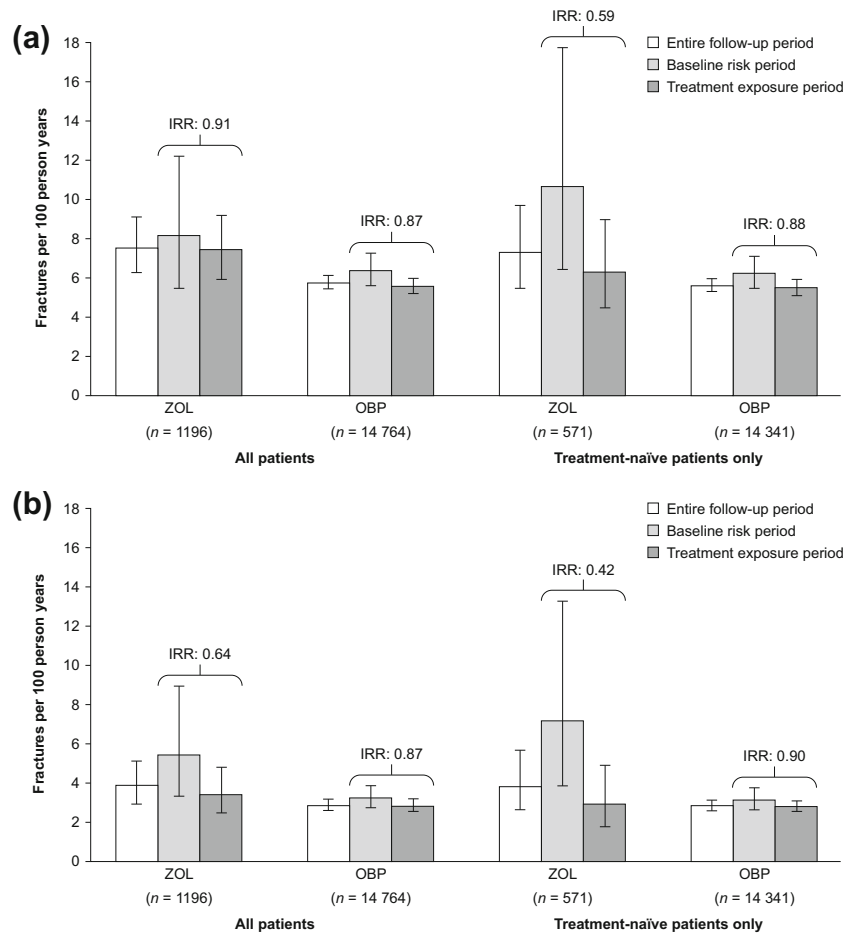 (a)
Fractures per 100 person years
18
16
14
12
10
8
6
4
2
0
IRR: 0.91
IRR: 0.87
IRR: 0.59
IRR: 0.88
Entire follow-up period
Baseline risk period
Treatment exposure period
ZOL OBP ZOL OBP
(n = 1196) (n = 14 764) (n = 571) (n = 14 341)
All patients Treatment-naïve patients only
(b)
Fractures per 100 person years
18
16
14
12
10
8
6
4
2
0
IRR: 0.64
IRR: 0.87
IRR: 0.42
IRR: 0.90
Entire follow-up period
Baseline risk period
Treatment exposure period
ZOL OBP ZOL OBP
(n = 1196) (n = 14 764) (n = 571) (n = 14 341)
All patients Treatment-naïve patients only